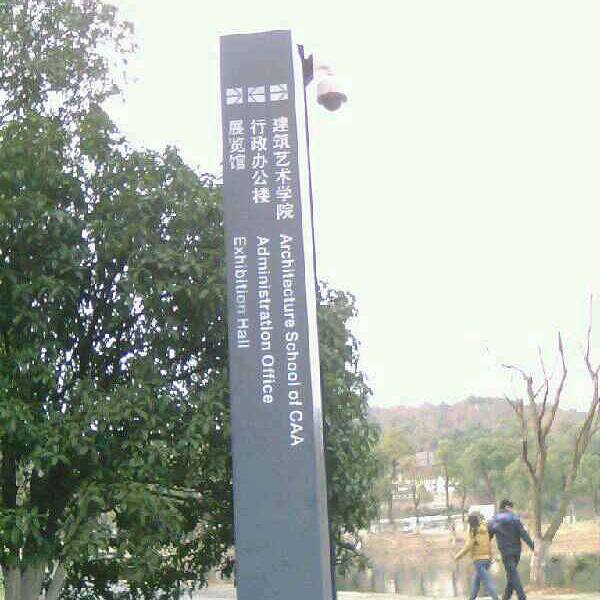 建筑艺术学院 Architecture School of CAA
行政办公楼 Administration Office
展览馆 Exhibition Hall